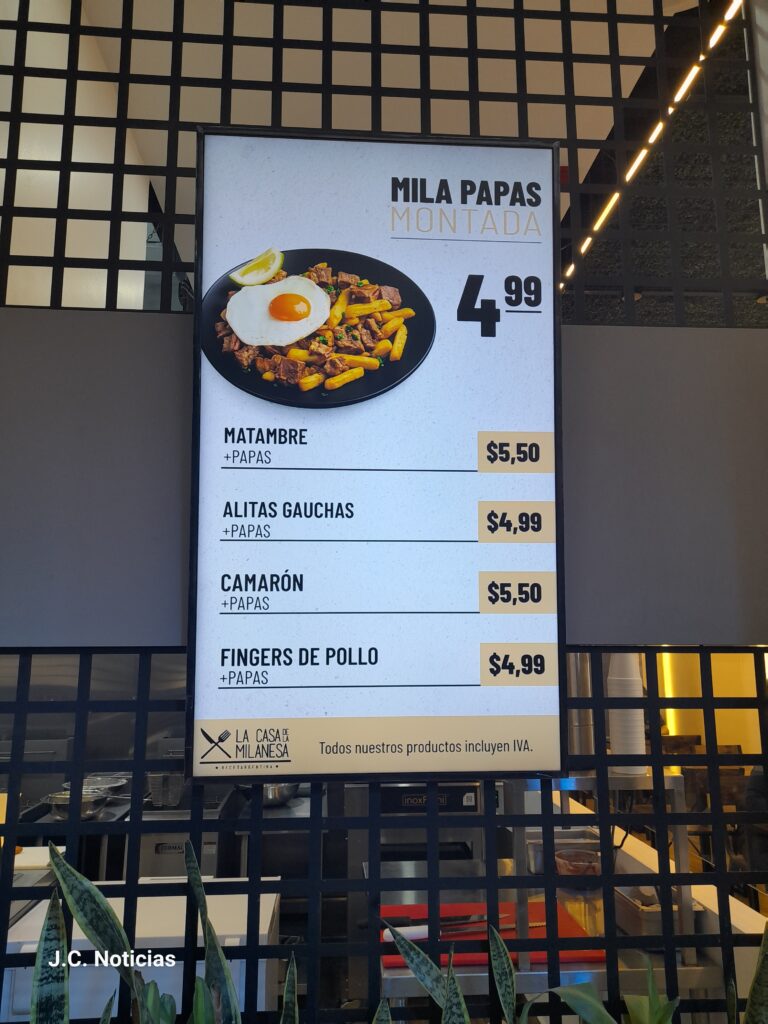 MILA PAPAS
MONTADA
4 99
MATAMBRE
+PAPAS
$5,50
ALITAS GAUCHAS
+PAPAS
$4,99
CAMARÓN
+PAPAS
$5,50
FINGERS DE POLLO
+PAPAS
$4,99
LA CASA DE LA
MILANESA
Todos nuestros productos incluyen IVA.
J.C. Noticias